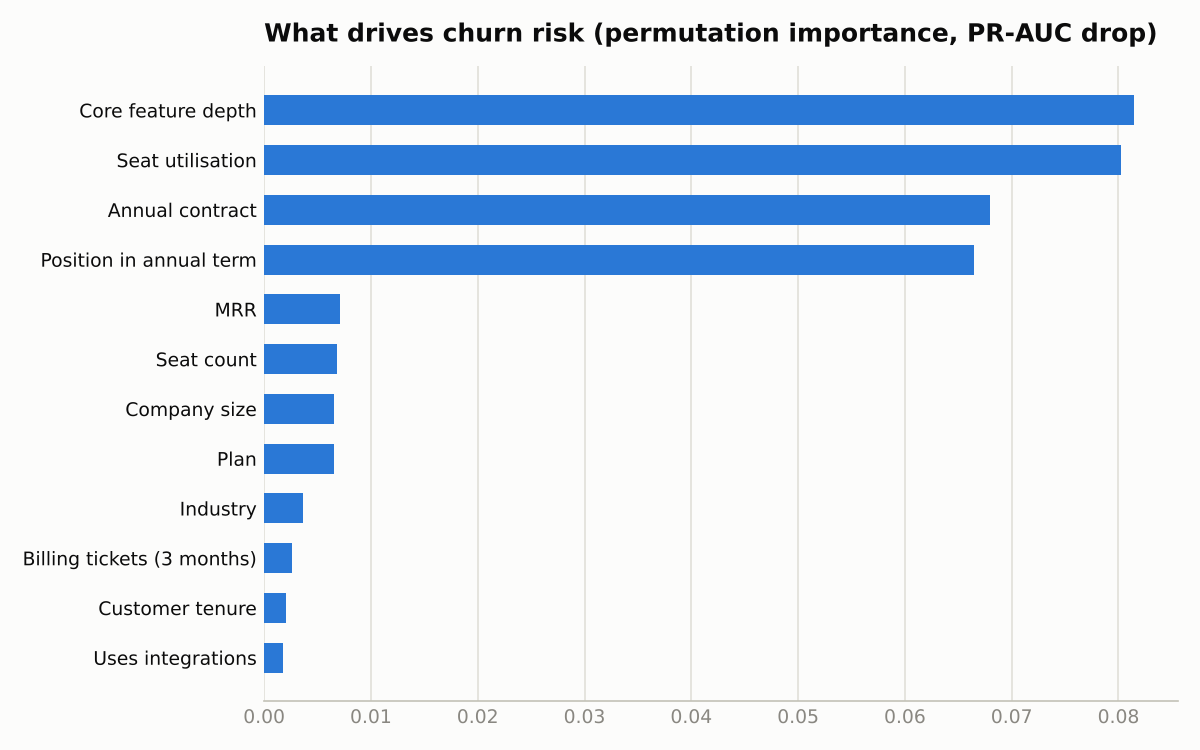 What drives churn risk (permutation importance, PR-AUC drop)
Core feature depth
Seat utilisation
Annual contract
Position in annual term
MRR
Seat count
Company size
Plan
Industry
Billing tickets (3 months)
Customer tenure
Uses integrations
0.00 0.01 0.02 0.03 0.04 0.05 0.06 0.07 0.08